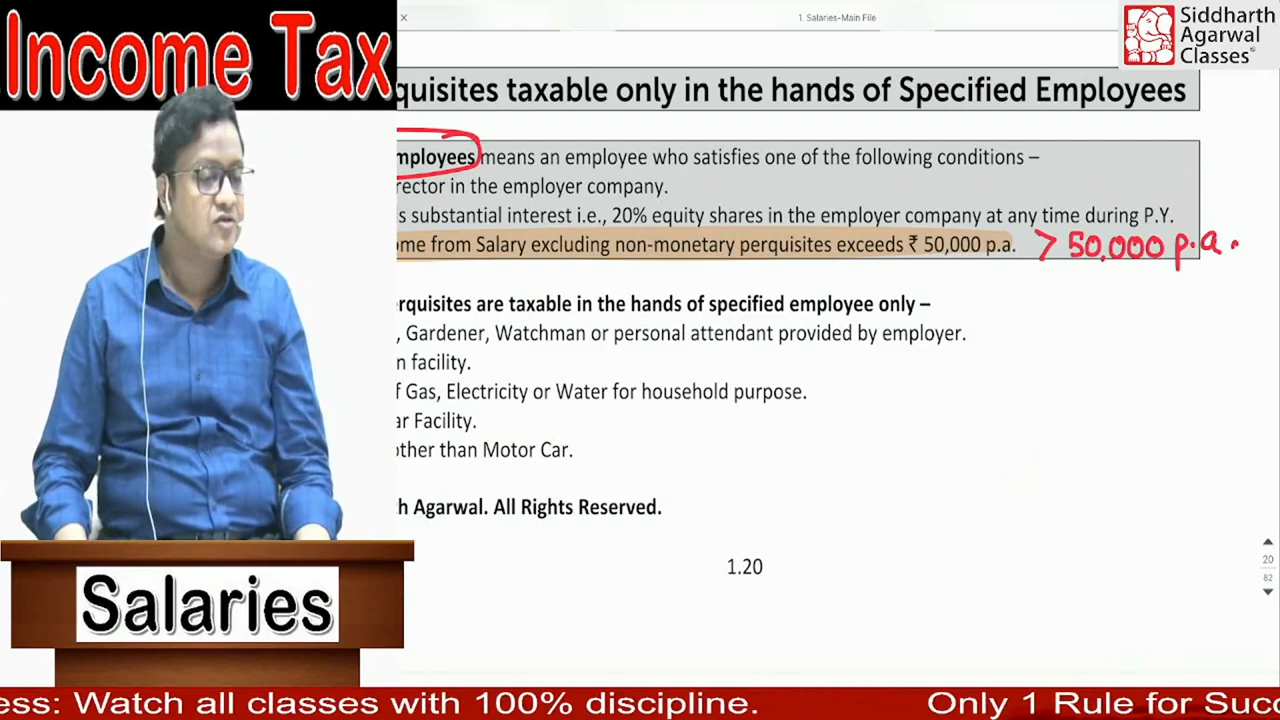 Income Tax
1. Salaries-Main File
Siddharth
Agarwal
Classes
quisites taxable only in the hands of Specified Employees
mployees means an employee who satisfies one of the following conditions –
rector in the employer company.
s substantial interest i.e., 20% equity shares in the employer company at any time during P.Y.
ome from Salary excluding non-monetary perquisites exceeds ₹ 50,000 p.a. > 50,000 p.a.
rquisites are taxable in the hands of specified employee only –
, Gardener, Watchman or personal attendant provided by employer.
n facility.
f Gas, Electricity or Water for household purpose.
ar Facility.
other than Motor Car.
h Agarwal. All Rights Reserved.
1.20
20
82
Salaries
ess: Watch all classes with 100% discipline. Only 1 Rule for Succ